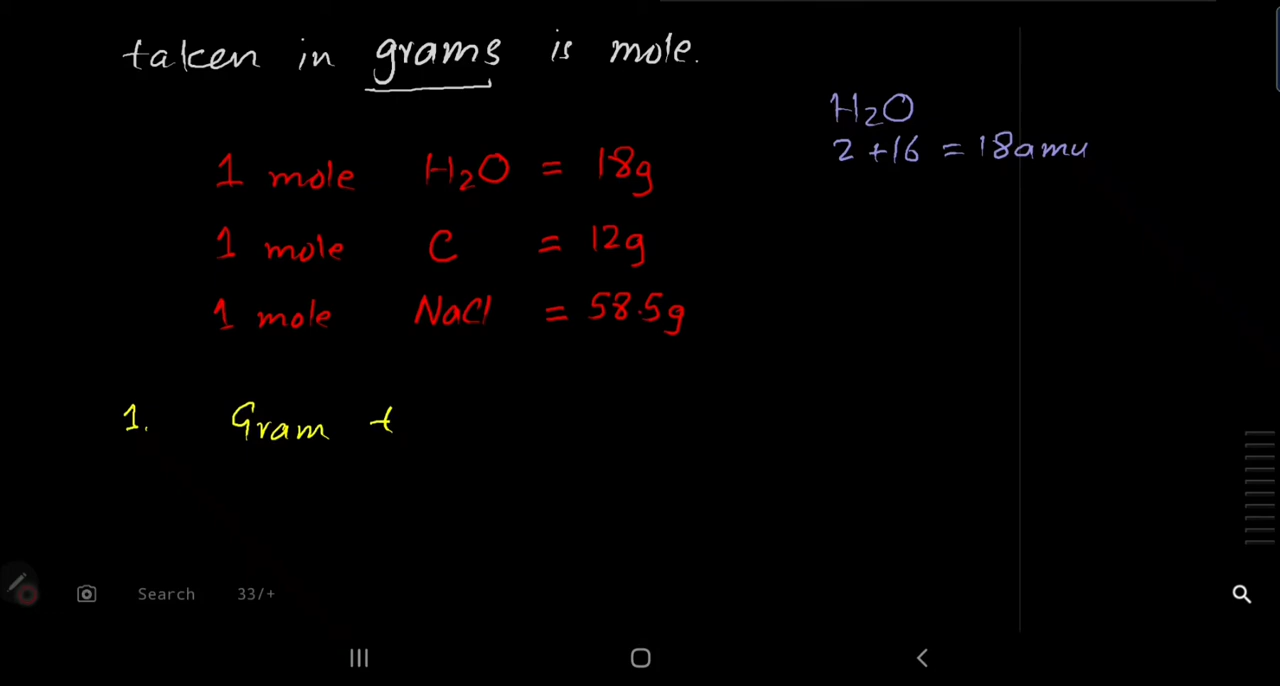 taken in grams is mole.
H₂O
2 + 16 = 18amu
1 mole H₂O = 18g
1 mole C = 12g
1 mole NaCl = 58.5g
1. Gram t
Search 33/+